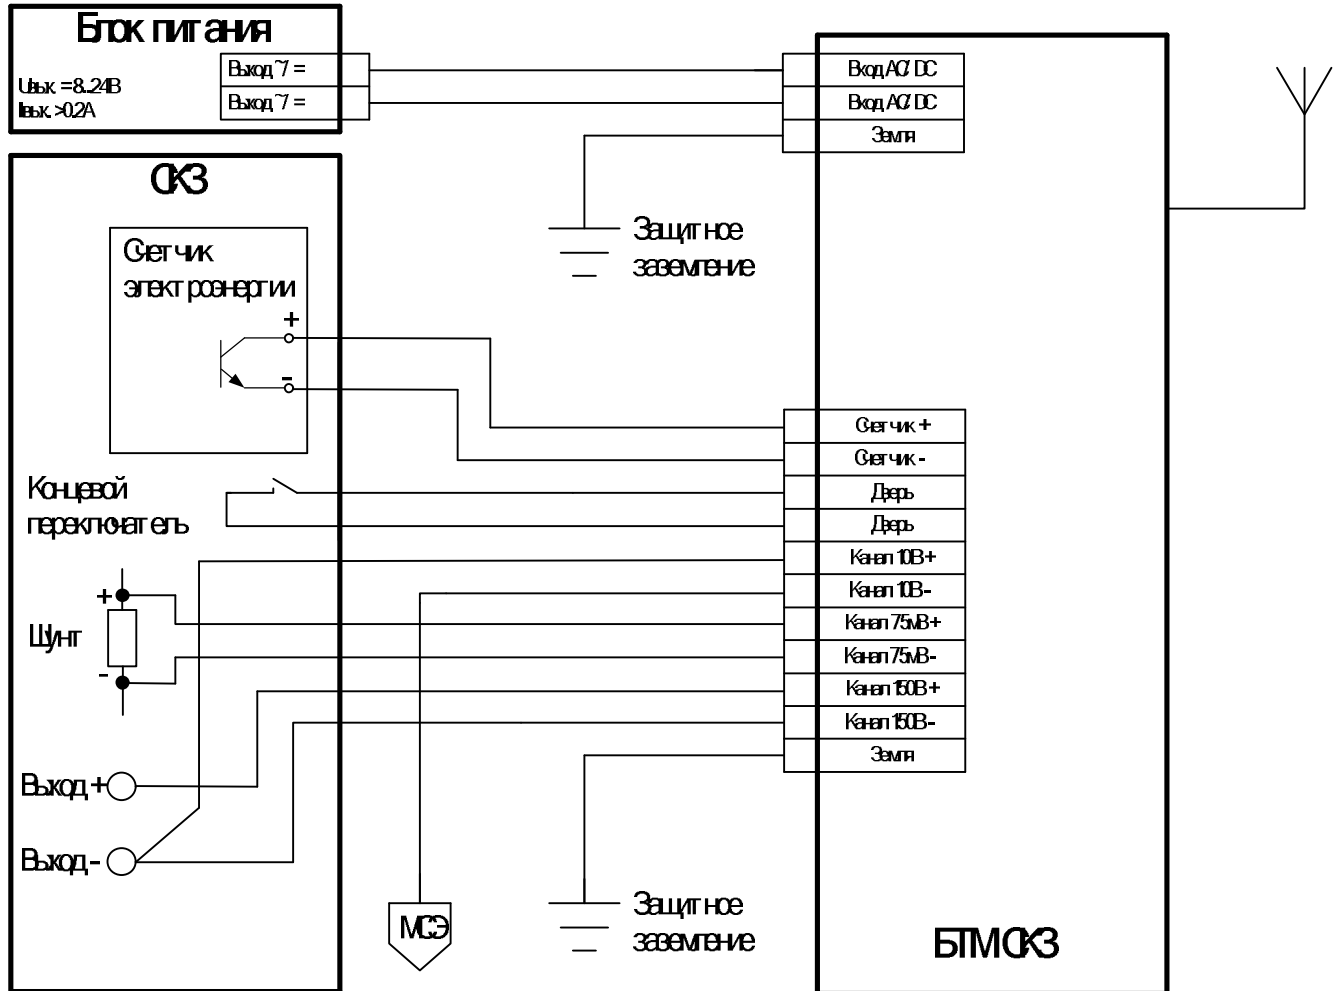 Блок питания
Uвых. = 8..24В
Iвых. >0.2А
Выход ~/ =
Выход ~/ =
Вход AC/ DC
Вход AC/ DC
Земля
СКЗ
Счетчик
электроэнергии
+
-
Защитное
заземление
Концевой
переключатель
+
Шунт
-
Выход +
Выход -
Счетчик +
Счетчик -
Дверь
Дверь
Канал 10В +
Канал 10В -
Канал 75мВ +
Канал 75мВ -
Канал 150В +
Канал 150В -
Земля
МСЭ
Защитное
заземление
БТМ СКЗ